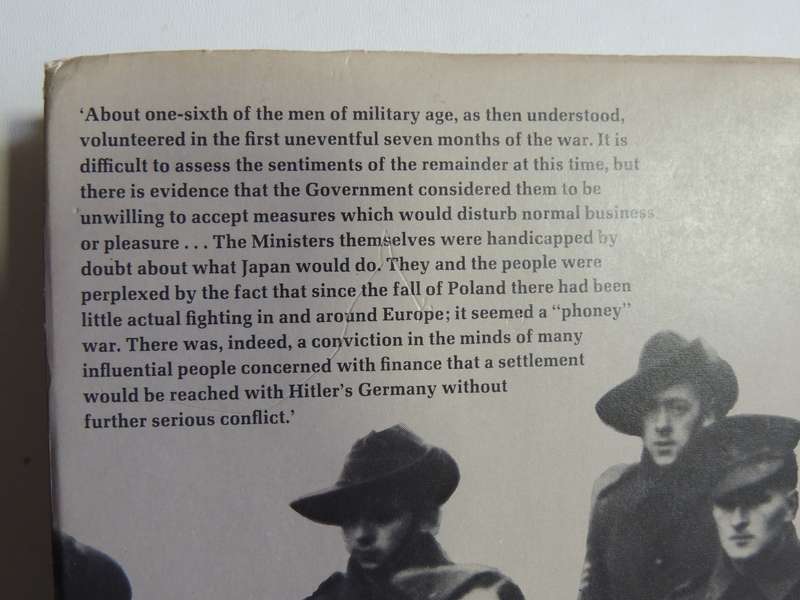 ‘About one-sixth of the men of military age, as then understood,
volunteered in the first uneventful seven months of the war. It is
difficult to assess the sentiments of the remainder at this time, but
there is evidence that the Government considered them to be
unwilling to accept measures which would disturb normal business
or pleasure . . . The Ministers themselves were handicapped by
doubt about what Japan would do. They and the people were
perplexed by the fact that since the fall of Poland there had been
little actual fighting in and around Europe; it seemed a “phoney”
war. There was, indeed, a conviction in the minds of many
influential people concerned with finance that a settlement
would be reached with Hitler’s Germany without
further serious conflict.’